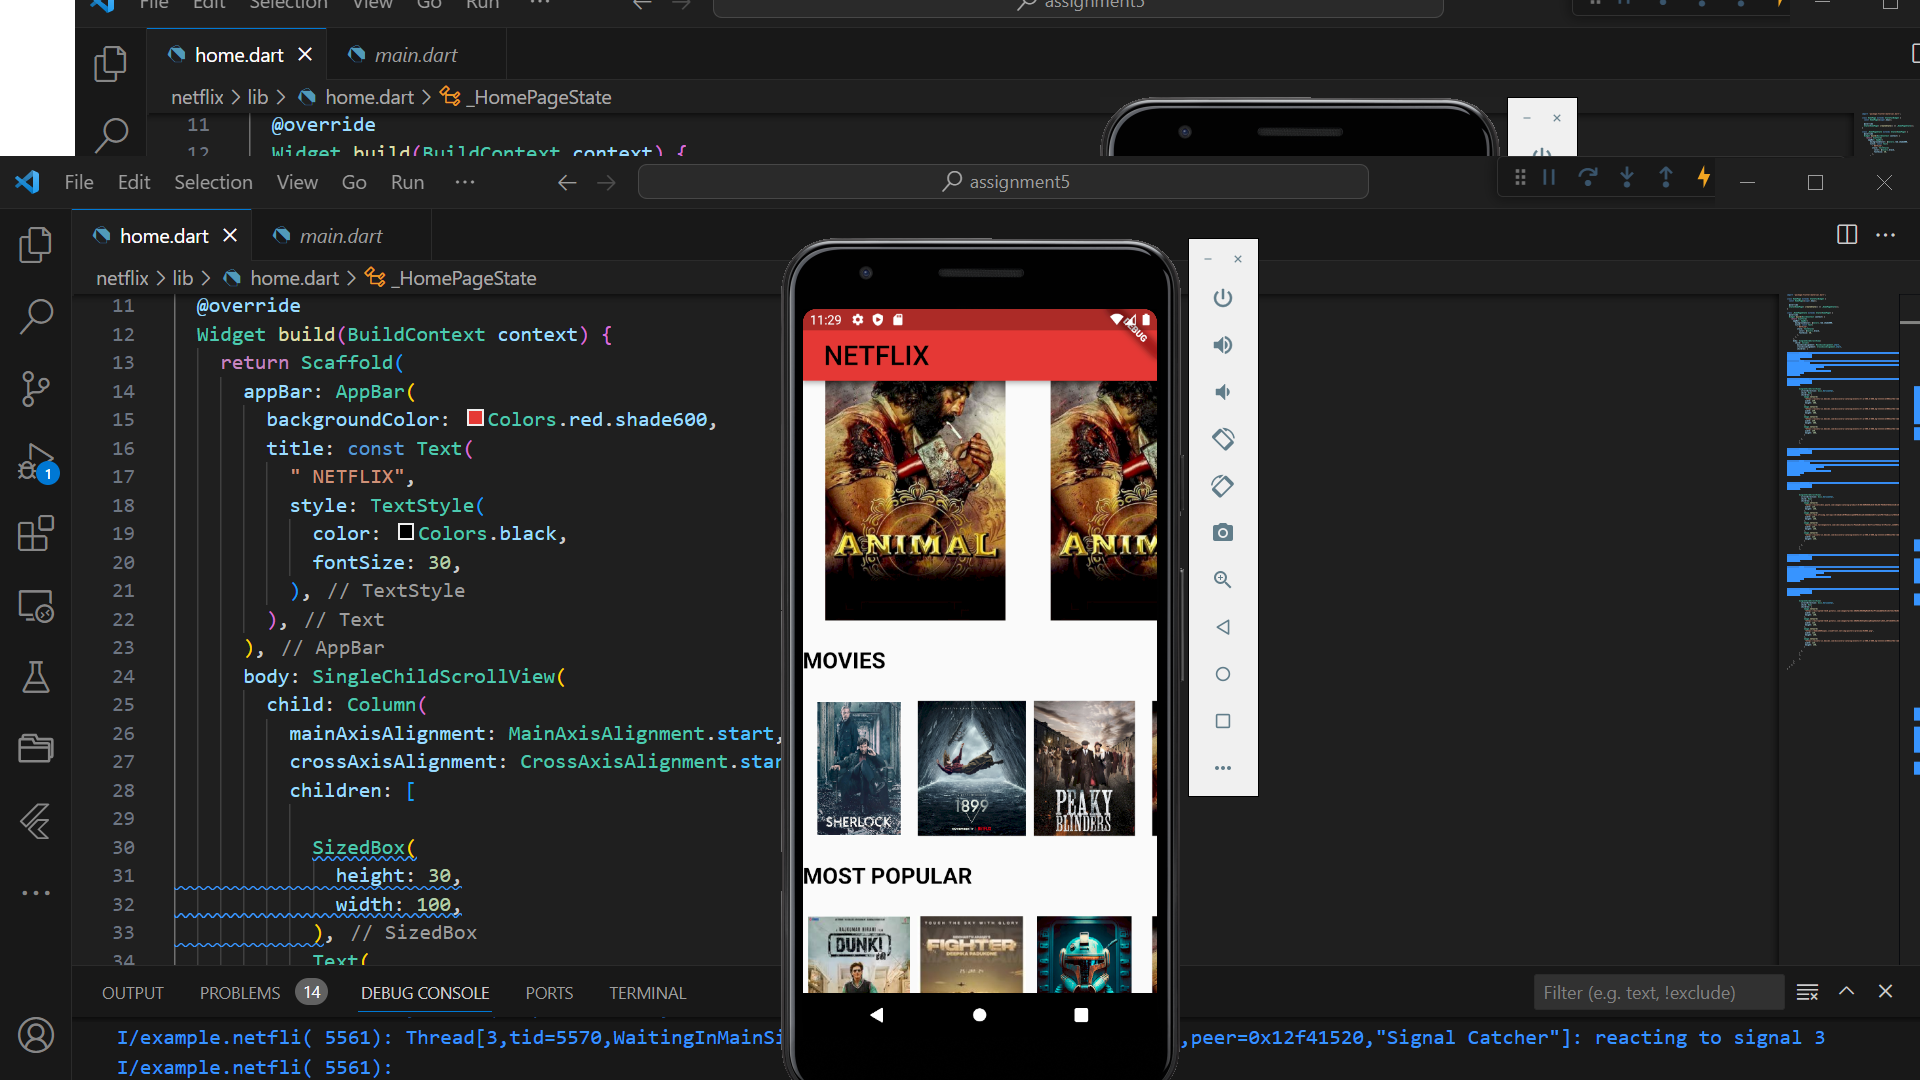 File Edit Selection View Go Run ···
assignment5
home.dart
main.dart
netflix > lib > home.dart > _HomePageState
11 @override
12 Widget build(BuildContext context) {
File Edit Selection View Go Run ···
assignment5
home.dart
main.dart
netflix > lib > home.dart > _HomePageState
11 @override
12 Widget build(BuildContext context) {
13 return Scaffold(
14 appBar: AppBar(
15 backgroundColor: Colors.red.shade600,
16 title: const Text(
17 " NETFLIX",
18 style: TextStyle(
19 color: Colors.black,
20 fontSize: 30,
21 ), // TextStyle
22 ), // Text
23 ), // AppBar
24 body: SingleChildScrollView(
25 child: Column(
26 mainAxisAlignment: MainAxisAlignment.start,
27 crossAxisAlignment: CrossAxisAlignment.star
28 children: [
29
30 SizedBox(
31 height: 30,
32 width: 100,
33 ), // SizedBox
34 Text(
1
11:29
DEBUG
NETFLIX
ANIMAL
ANIM
MOVIES
SHERLOCK
1899
PEAKY
BLINDERS
MOST POPULAR
DUNKI
TOUCH THE SKY WITH GLORY
FIGHTER
OUTPUT PROBLEMS 14 DEBUG CONSOLE PORTS TERMINAL
Filter (e.g. text, !exclude)
I/example.netfli( 5561): Thread[3,tid=5570,WaitingInMainSi ,peer=0x12f41520,"Signal Catcher"]: reacting to signal 3
I/example.netfli( 5561):